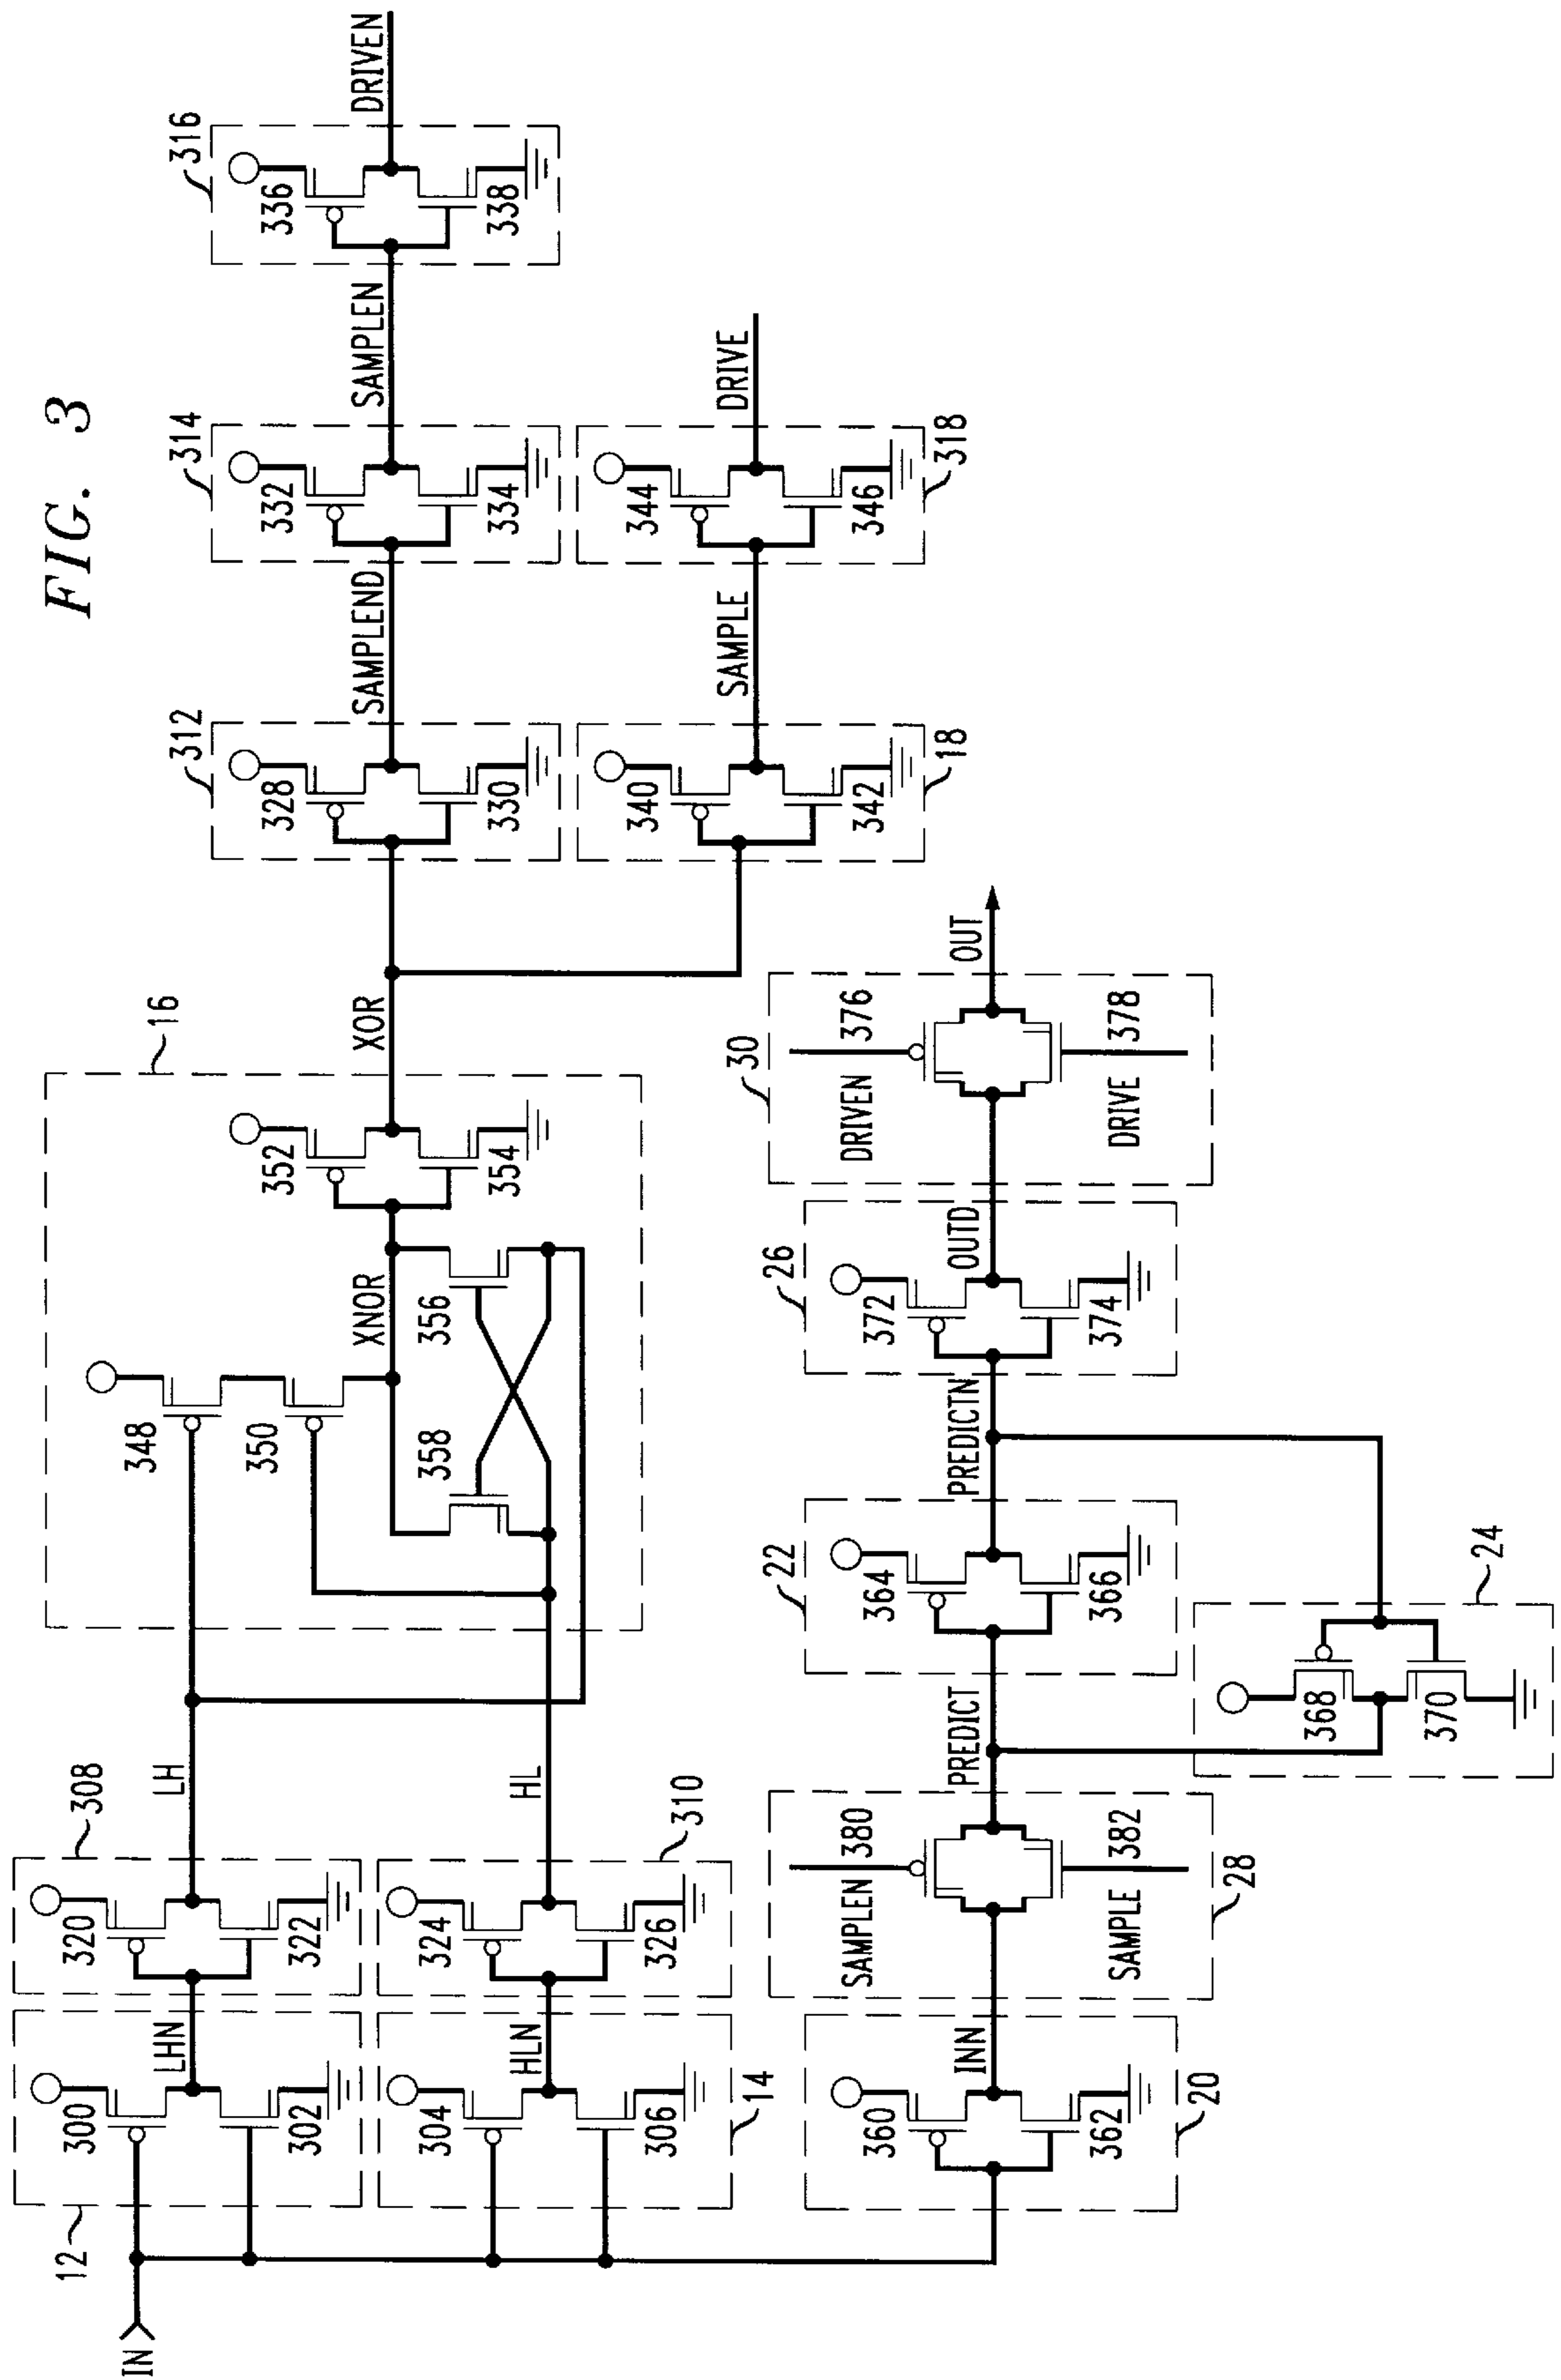 FIG. 3
IN
12
300
302
LHN
308
320
322
LH
304
306
14
HLN
324
326
310
HL
16
348
350
XNOR
358
356
352
354
XOR
312
328
330
SAMPLEND
314
332
334
SAMPLEN
316
336
338
DRIVEN
340
342
18
SAMPLE
344
346
318
DRIVE
360
362
20
INN
SAMPLEN
380
SAMPLE
382
28
PREDICT
22
364
366
PREDICTN
24
368
370
26
372
374
OUTD
30
DRIVEN
376
DRIVE
378
OUT